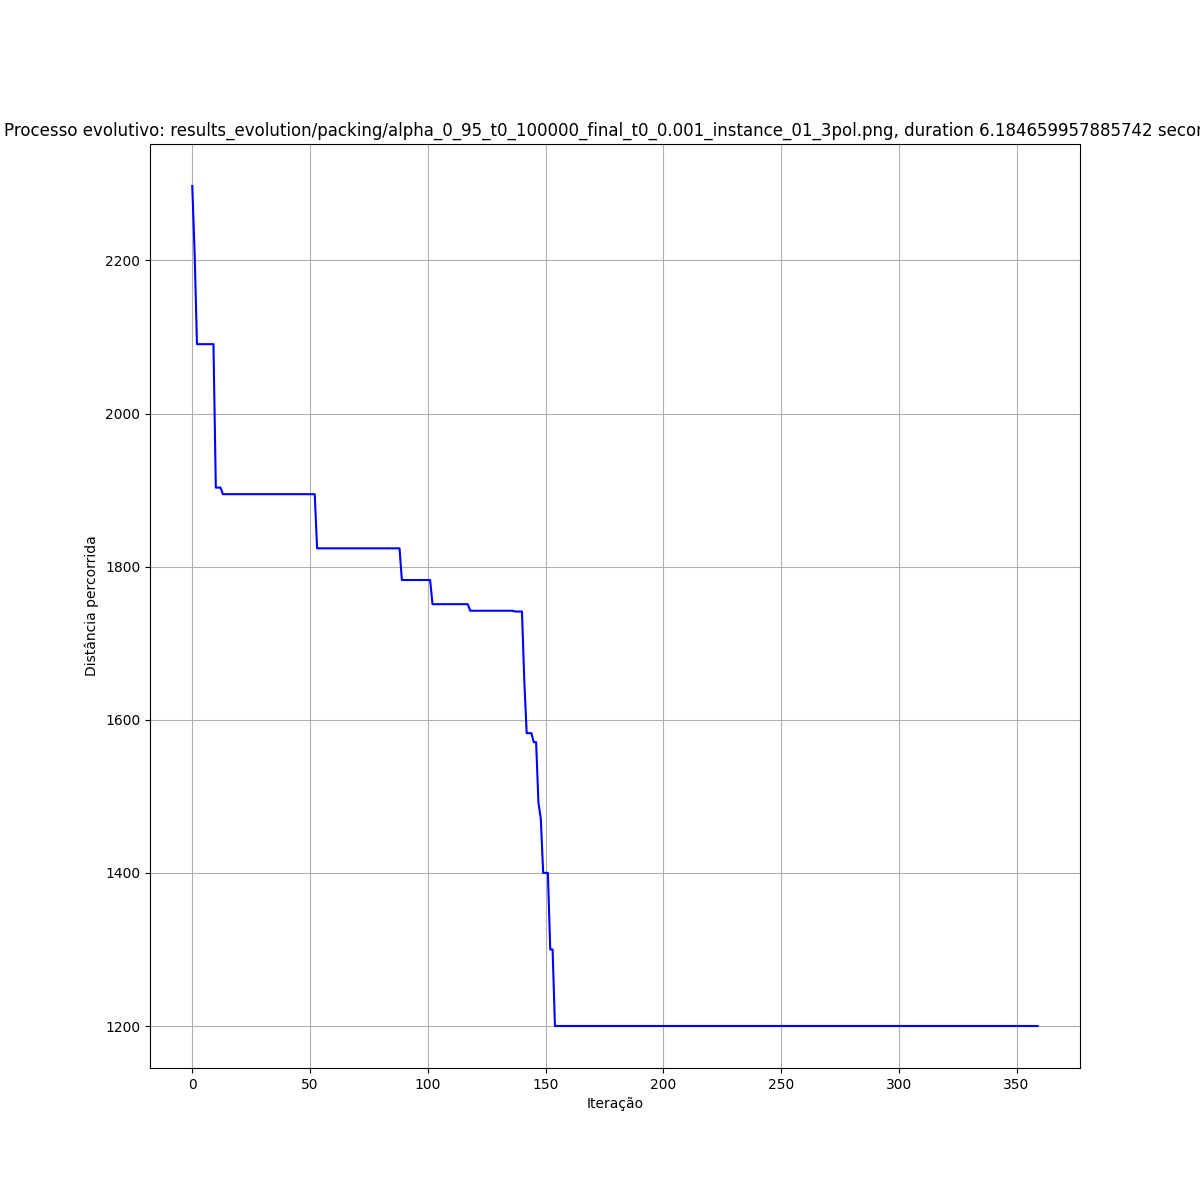 Processo evolutivo: results_evolution/packing/alpha_0_95_t0_100000_final_t0_0.001_instance_01_3pol.png, duration 6.184659957885742 secon
2200
2000
1800
1600
1400
1200
Distância percorrida
0 50 100 150 200 250 300 350
Iteração